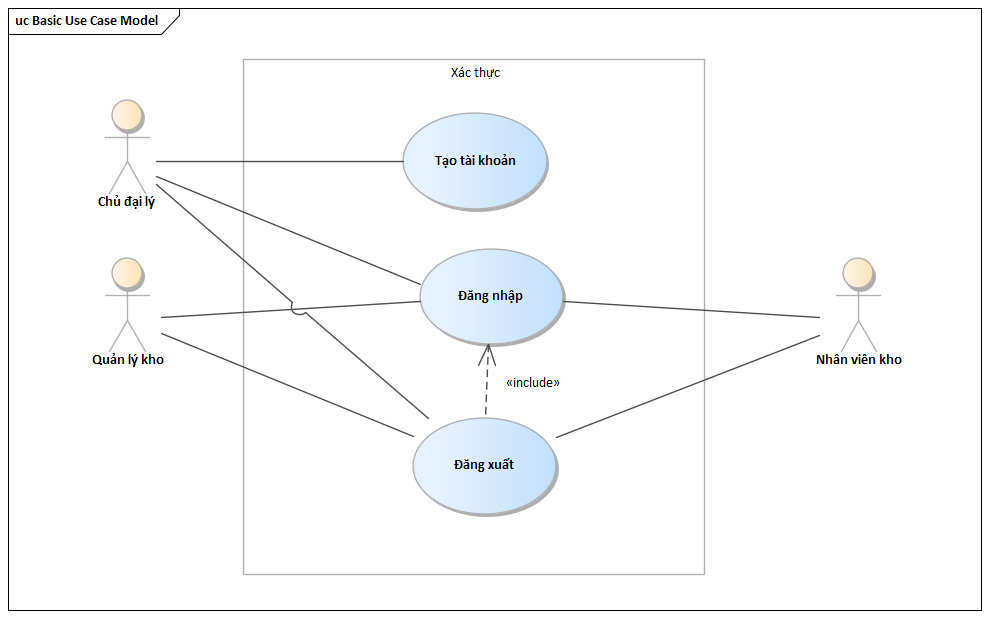 uc Basic Use Case Model
Xác thực
Tạo tài khoản
Chủ đại lý
Đăng nhập
Quản lý kho
Nhân viên kho
«include»
Đăng xuất